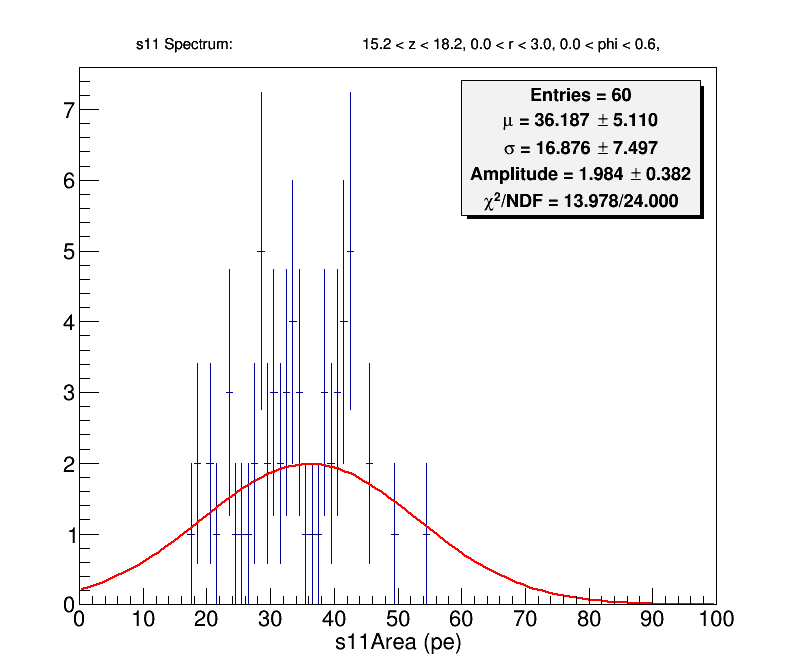 s11 Spectrum: 15.2 < z < 18.2, 0.0 < r < 3.0, 0.0 < phi < 0.6,
Entries = 60
μ = 36.187 ± 5.110
σ = 16.876 ± 7.497
Amplitude = 1.984 ± 0.382
χ²/NDF = 13.978/24.000
7
6
5
4
3
2
1
0
0 10 20 30 40 50 60 70 80 90 100
s11Area (pe)